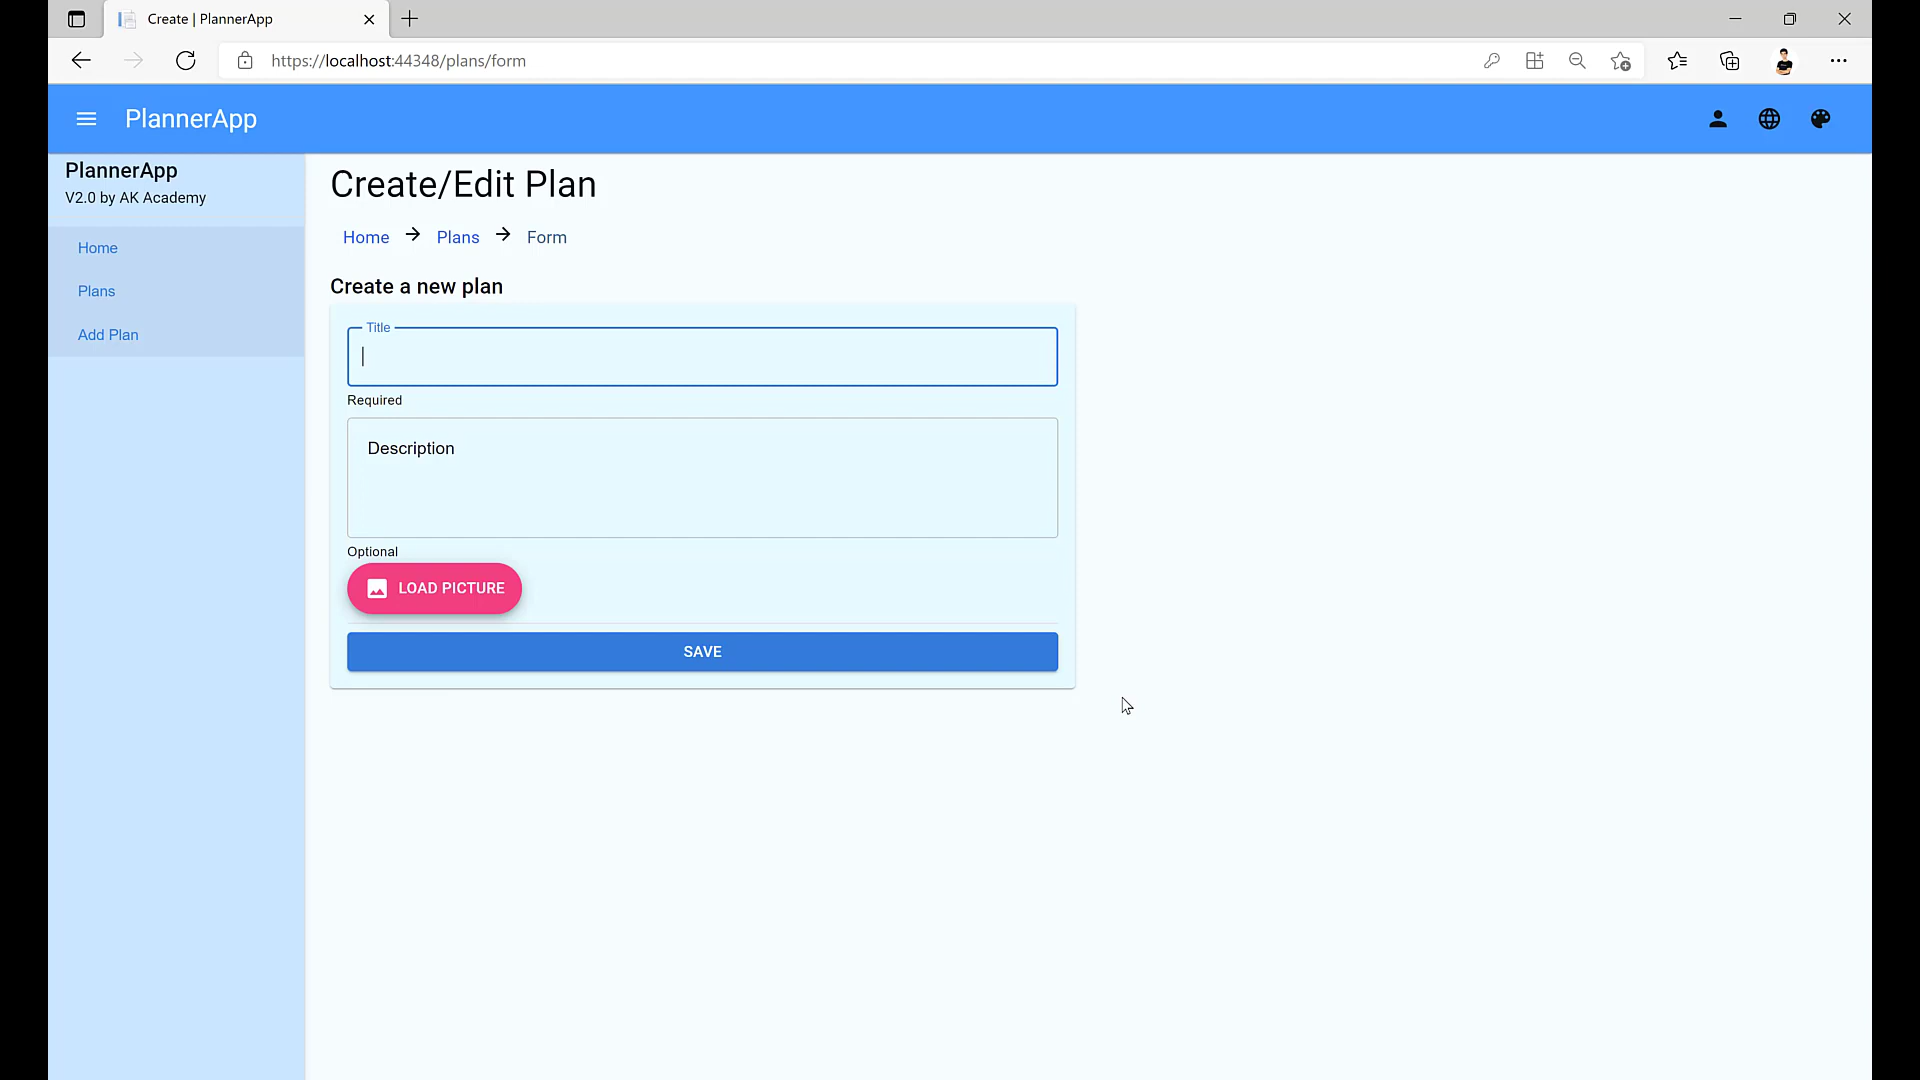 Create | PlannerApp
https://localhost:44348/plans/form
PlannerApp
PlannerApp
V2.0 by AK Academy
Home
Plans
Add Plan
Create/Edit Plan
Home → Plans → Form
Create a new plan
Title
Required
Description
Optional
LOAD PICTURE
SAVE